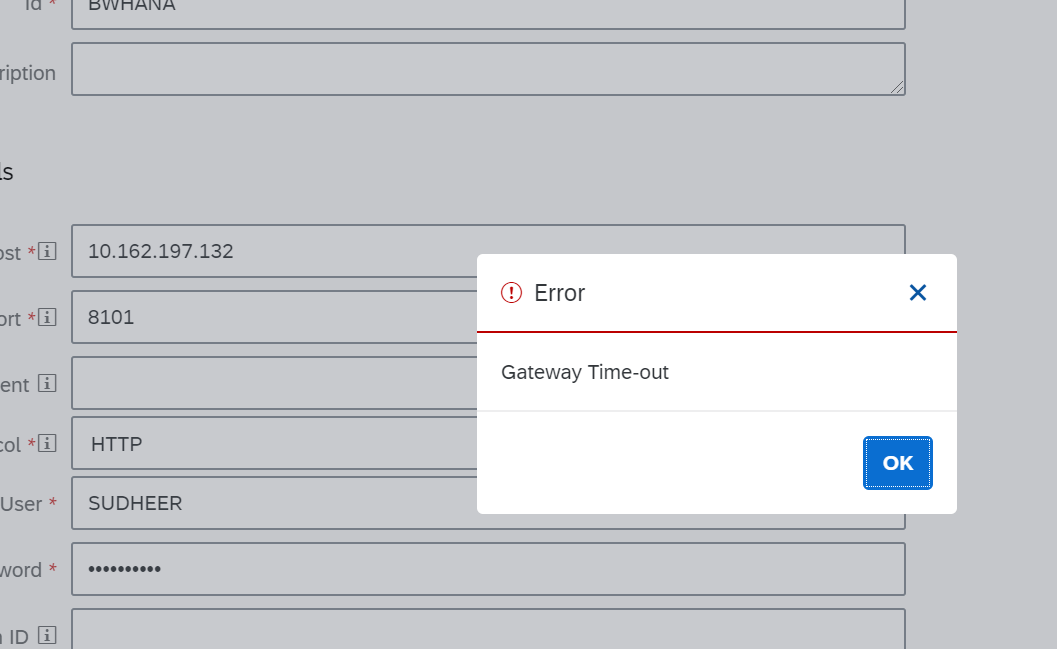 Id *
BWHANA
ription
ls
ost * i
10.162.197.132
ort * i
8101
ent i
col * i
HTTP
User *
SUDHEER
word *
••••••••••
n ID i
Error
Gateway Time-out
OK